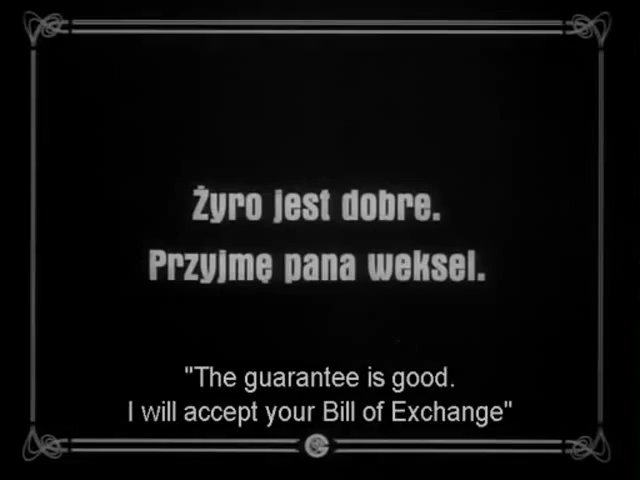 Żyro jest dobre.
Przyjmę pana weksel.
"The guarantee is good.
I will accept your Bill of Exchange"